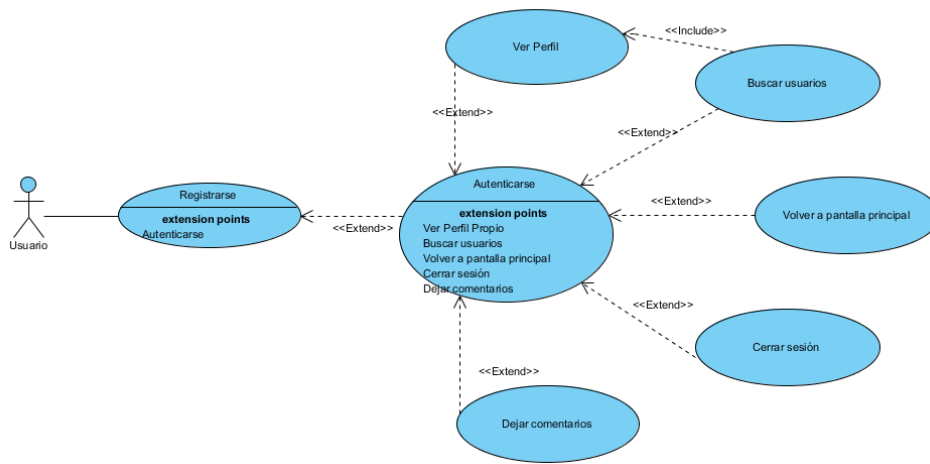 Ver Perfil
<<Include>>
Buscar usuarios
<<Extend>>
<<Extend>>
Usuario
Registrarse
extension points
Autenticarse
<<Extend>>
Autenticarse
extension points
Ver Perfil Propio
Buscar usuarios
Volver a pantalla principal
Cerrar sesión
Dejar comentarios
<<Extend>>
Volver a pantalla principal
<<Extend>>
Cerrar sesión
<<Extend>>
Dejar comentarios